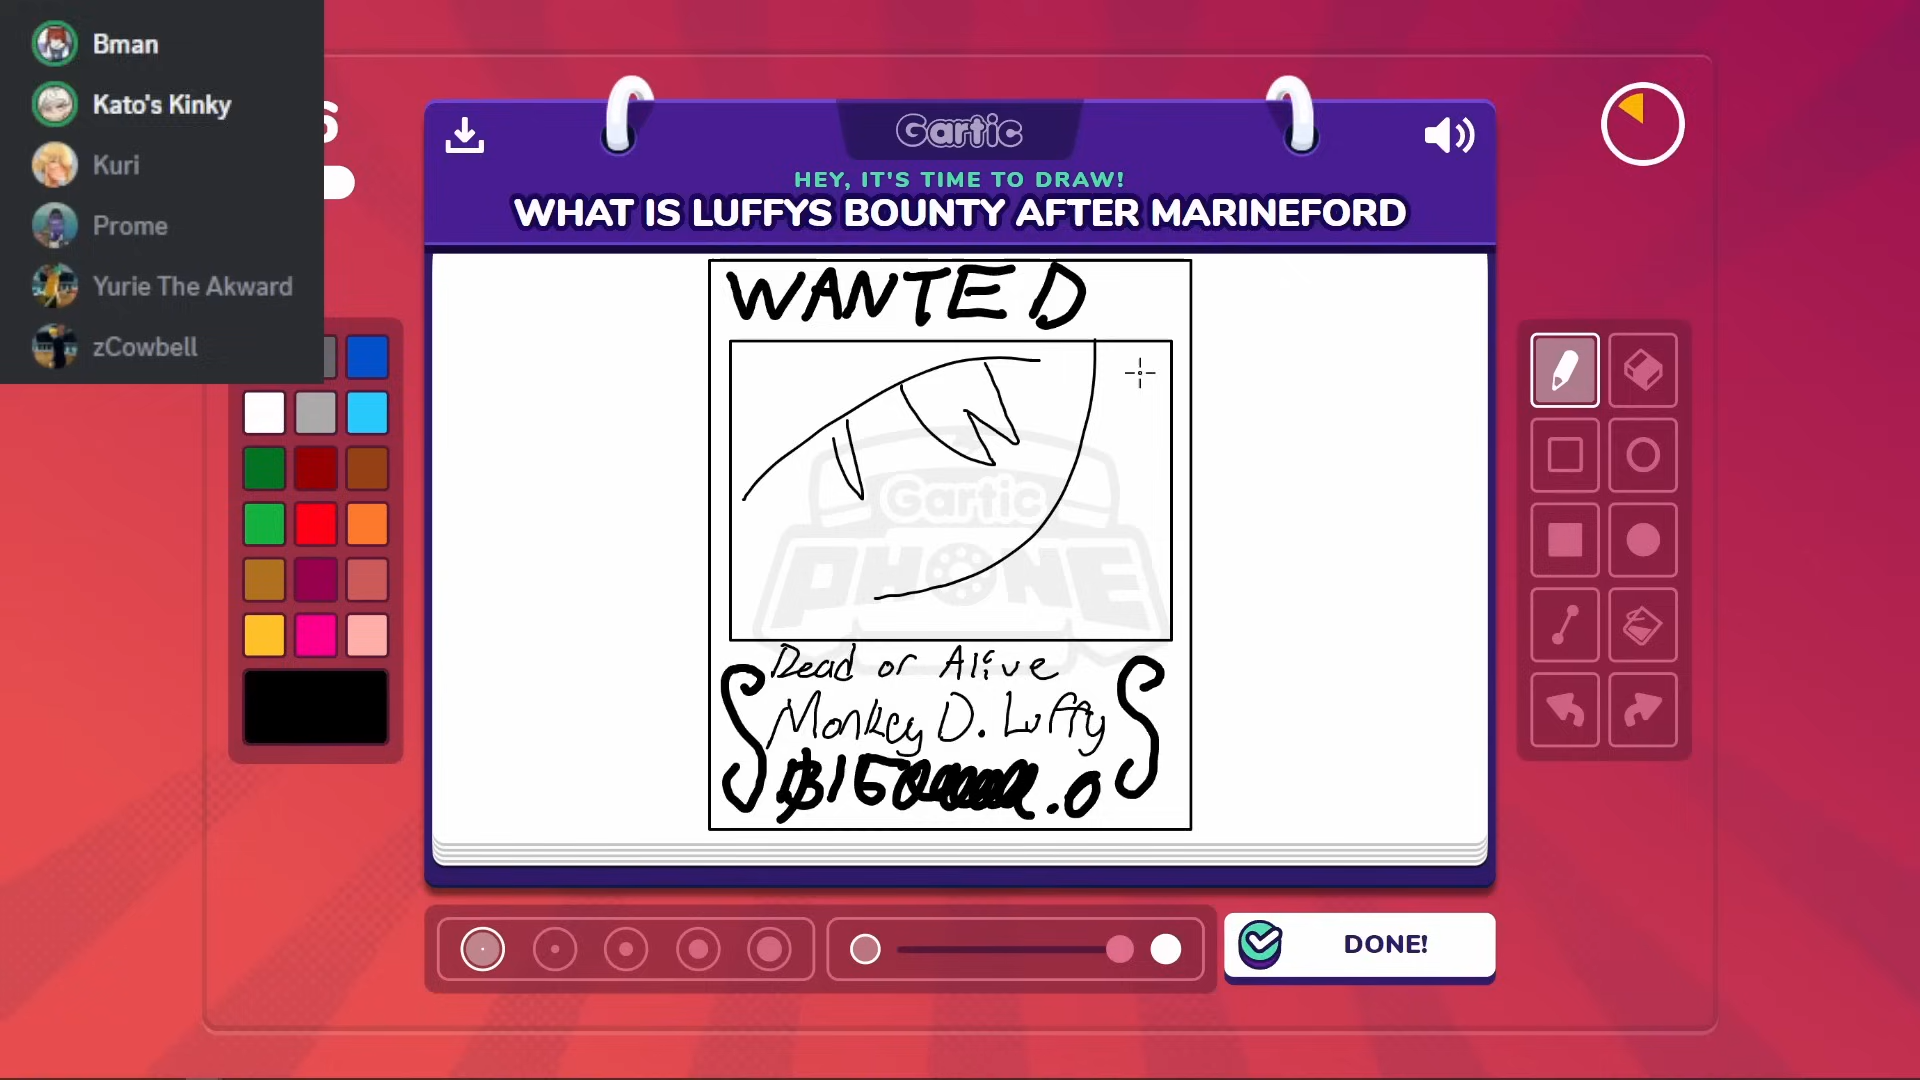 Bman
Kato's Kinky
Kuri
Prome
Yurie The Akward
zCowbell
Gartic
HEY, IT'S TIME TO DRAW!
WHAT IS LUFFYS BOUNTY AFTER MARINEFORD
WANTED
Gartic
PHONE
Dead or Alive
Monkey D. Luffy
DONE!